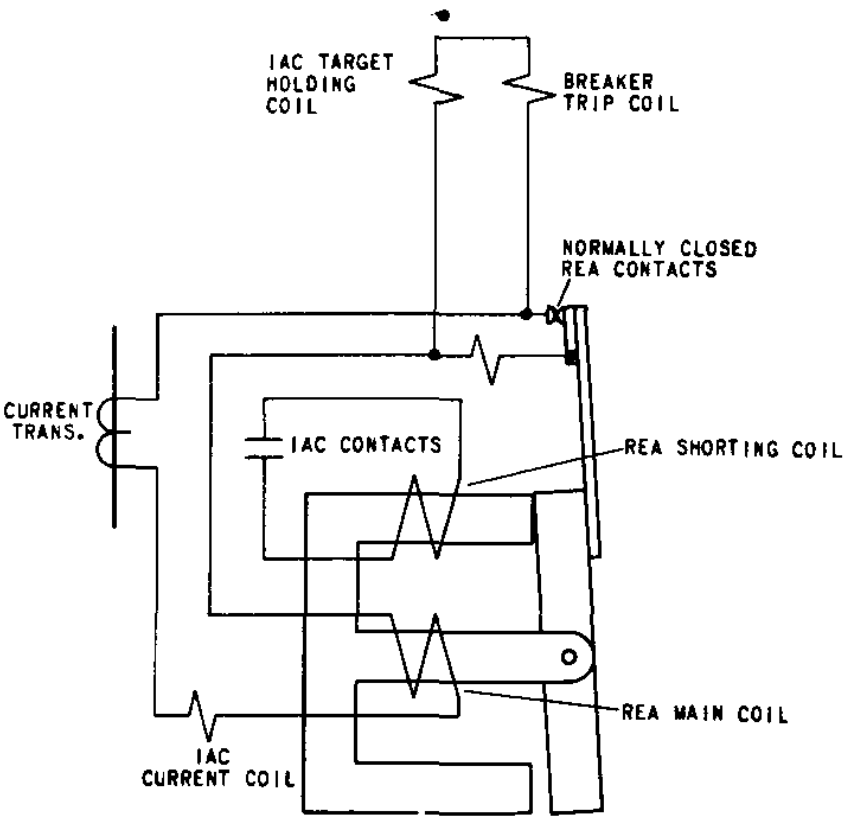 IAC TARGET
HOLDING
COIL
BREAKER
TRIP COIL
NORMALLY CLOSED
REA CONTACTS
CURRENT
TRANS.
IAC CONTACTS
REA SHORTING COIL
REA MAIN COIL
IAC
CURRENT COIL